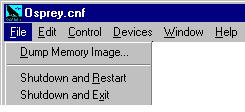 Osprey.cnf
File Edit Control Devices Window Help
Dump Memory Image...
Shutdown and Restart
Shutdown and Exit